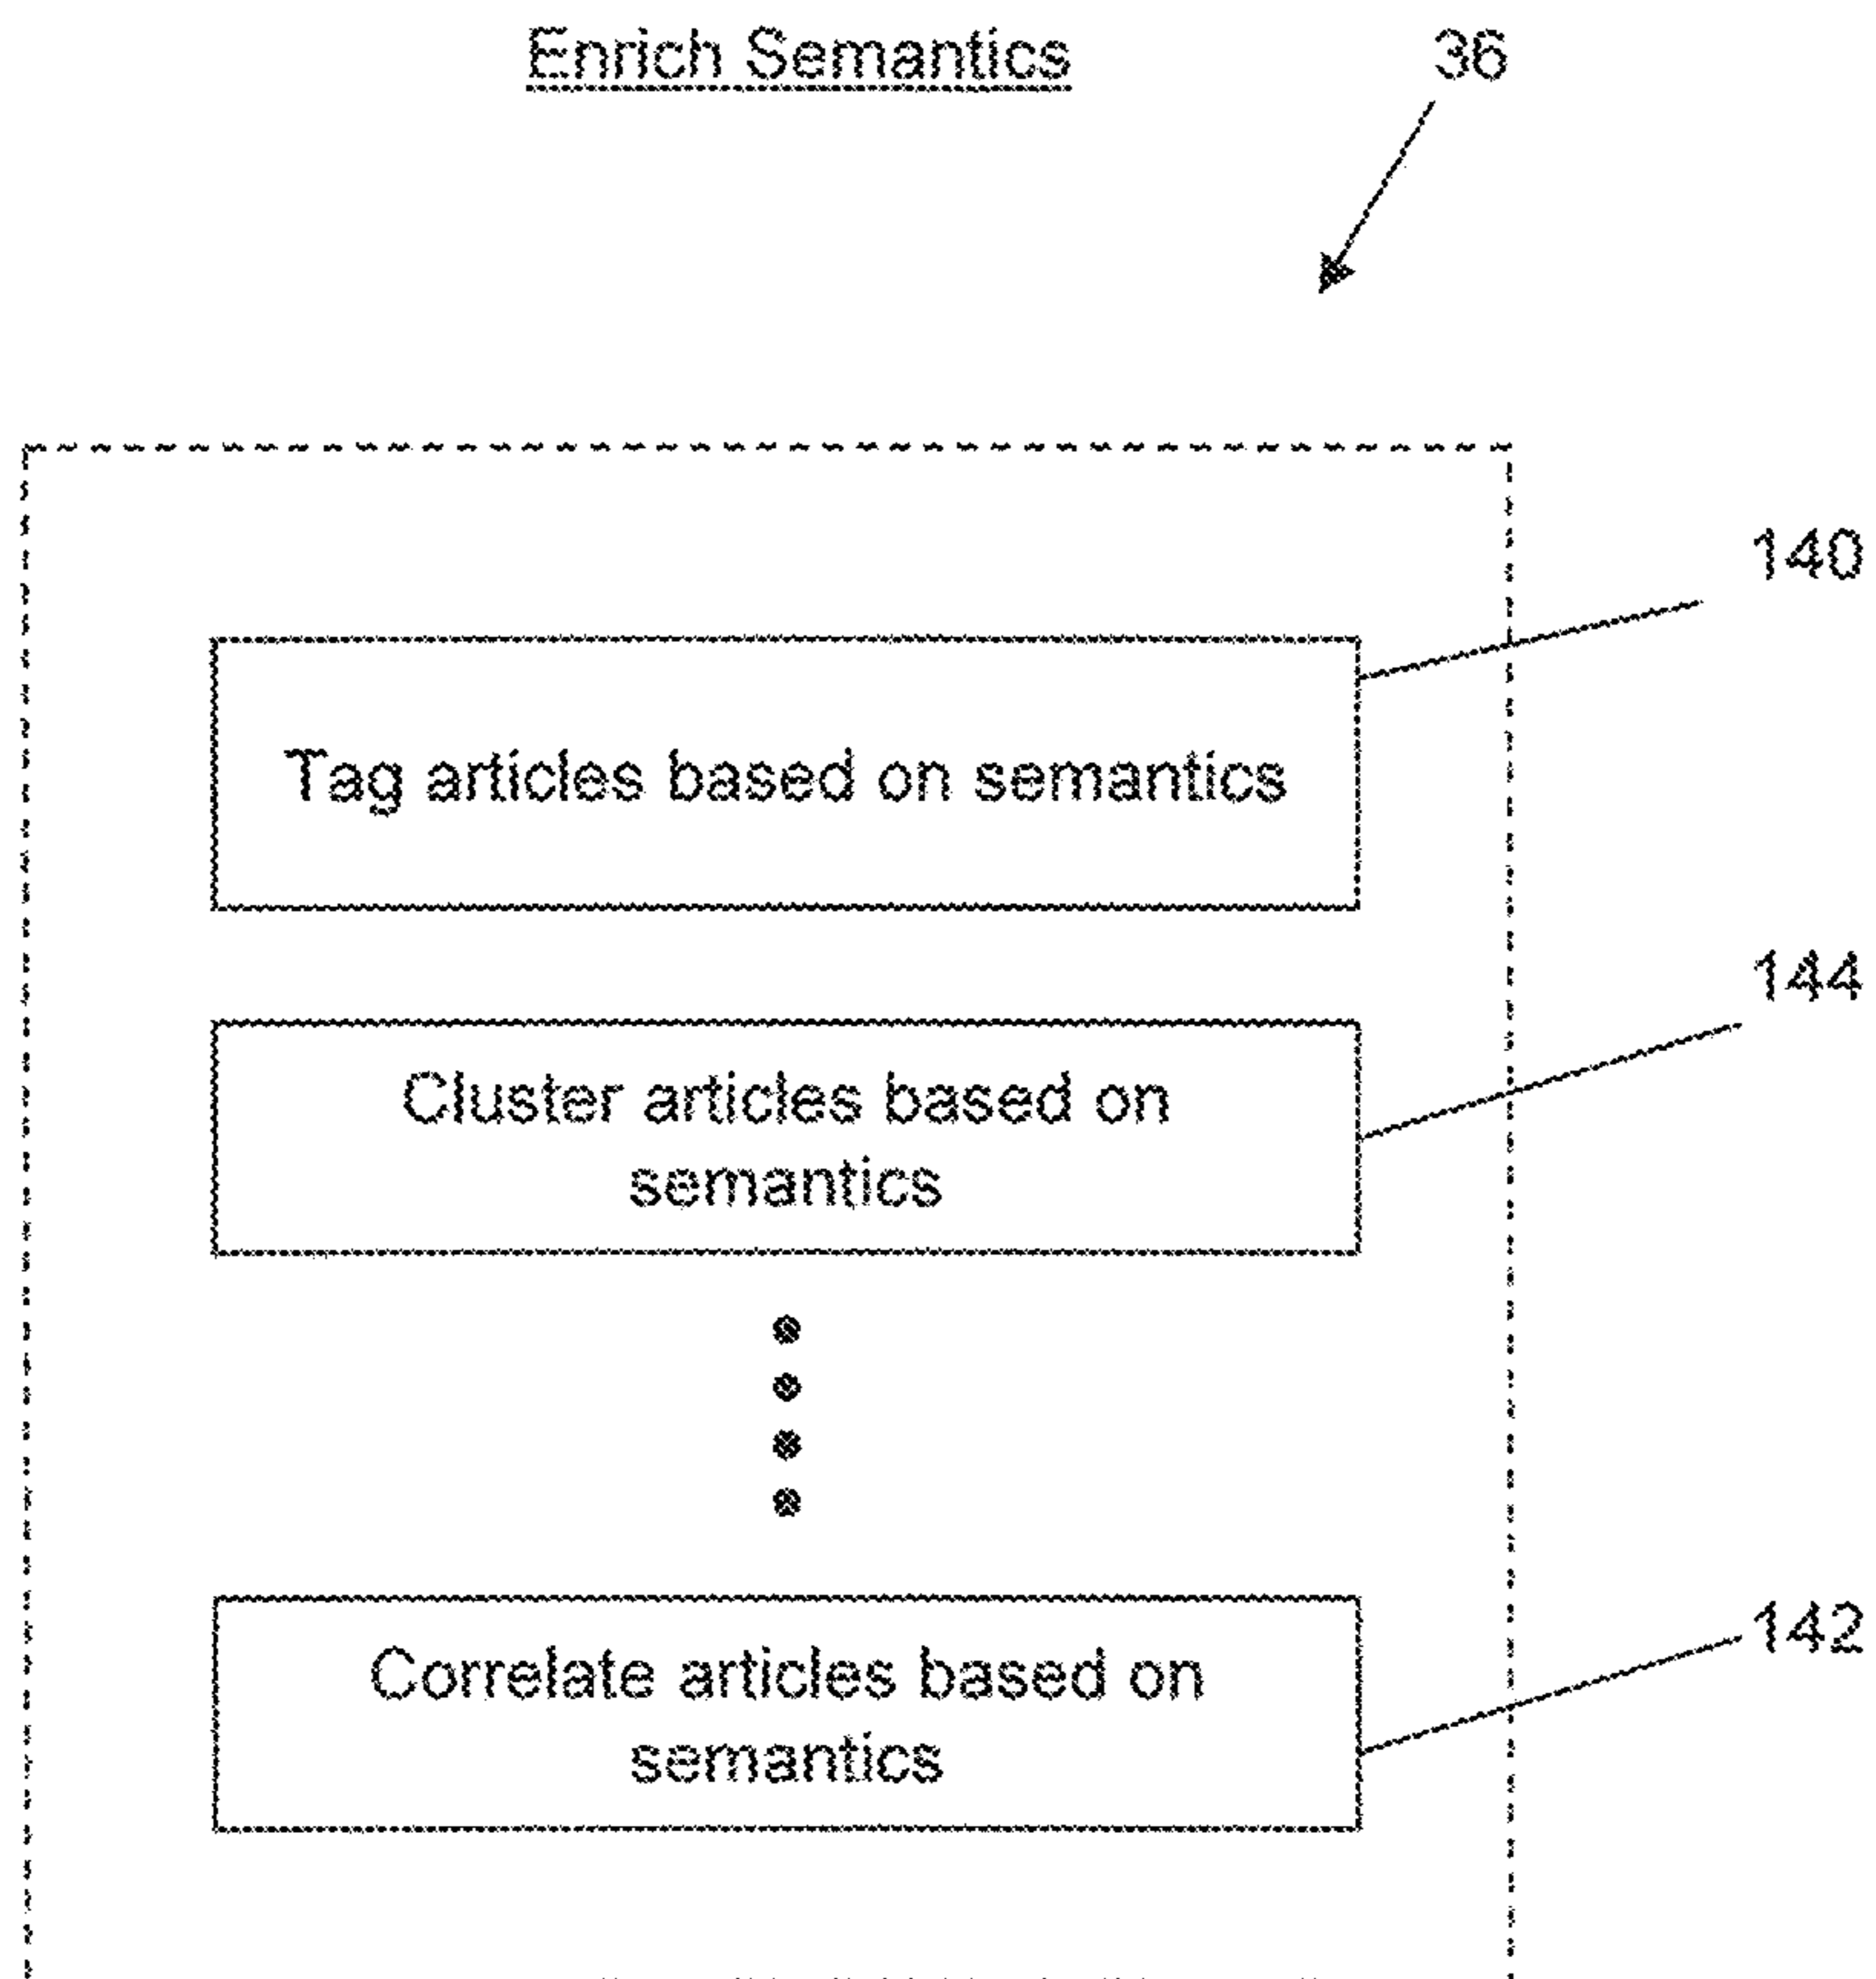 Enrich Semantics 36
140
Tag articles based on semantics
144
Cluster articles based on
semantics
142
Correlate articles based on
semantics